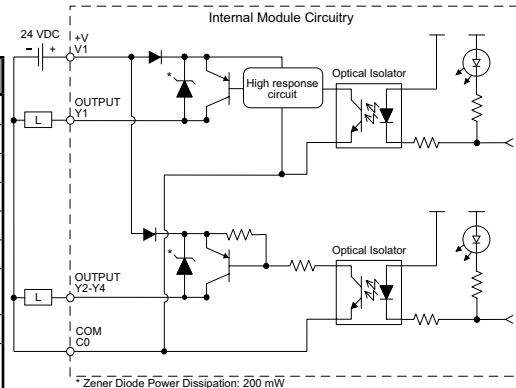 Internal Module Circuitry
24 VDC
- +
+V
V1
*
High response
circuit
Optical Isolator
OUTPUT
Y1
L
*
Optical Isolator
OUTPUT
Y2-Y4
L
COM
C0
* Zener Diode Power Dissipation: 200 mW